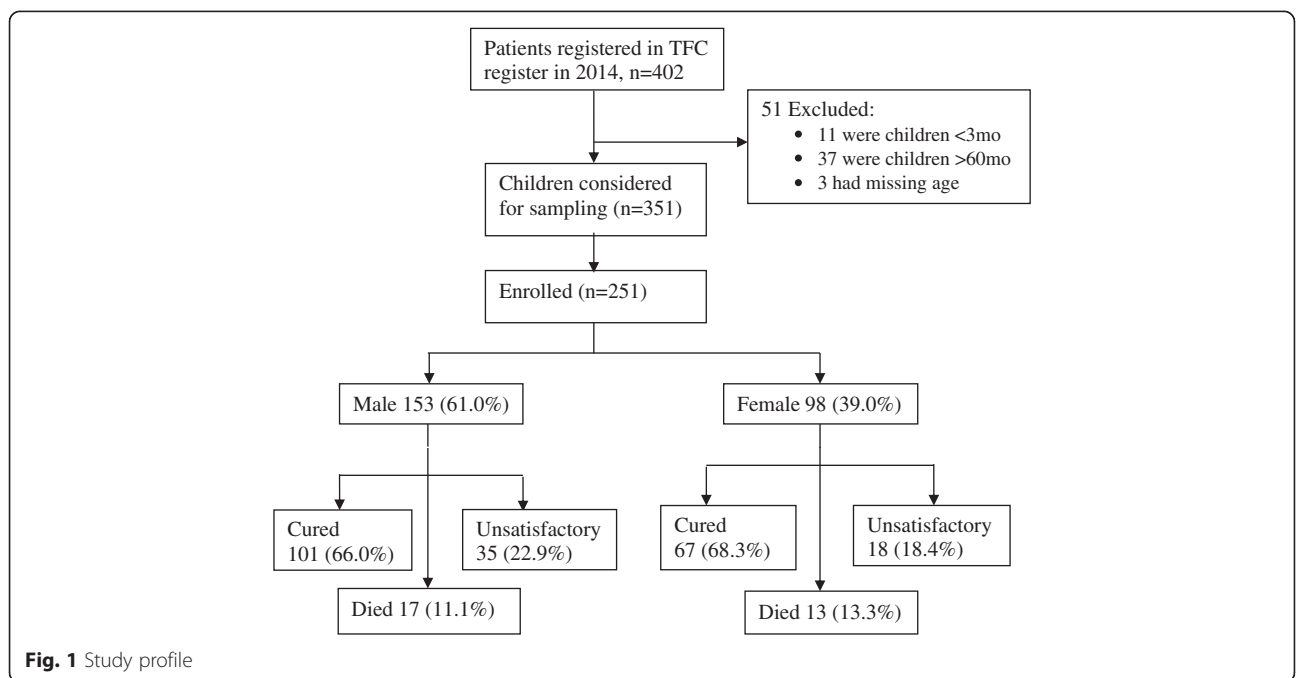 Patients registered in TFC
register in 2014, n=402
51 Excluded:
• 11 were children <3mo
• 37 were children >60mo
• 3 had missing age
Children considered
for sampling (n=351)
Enrolled (n=251)
Male 153 (61.0%)
Female 98 (39.0%)
Cured
101 (66.0%)
Unsatisfactory
35 (22.9%)
Cured
67 (68.3%)
Unsatisfactory
18 (18.4%)
Died 17 (11.1%)
Died 13 (13.3%)
Fig. 1 Study profile